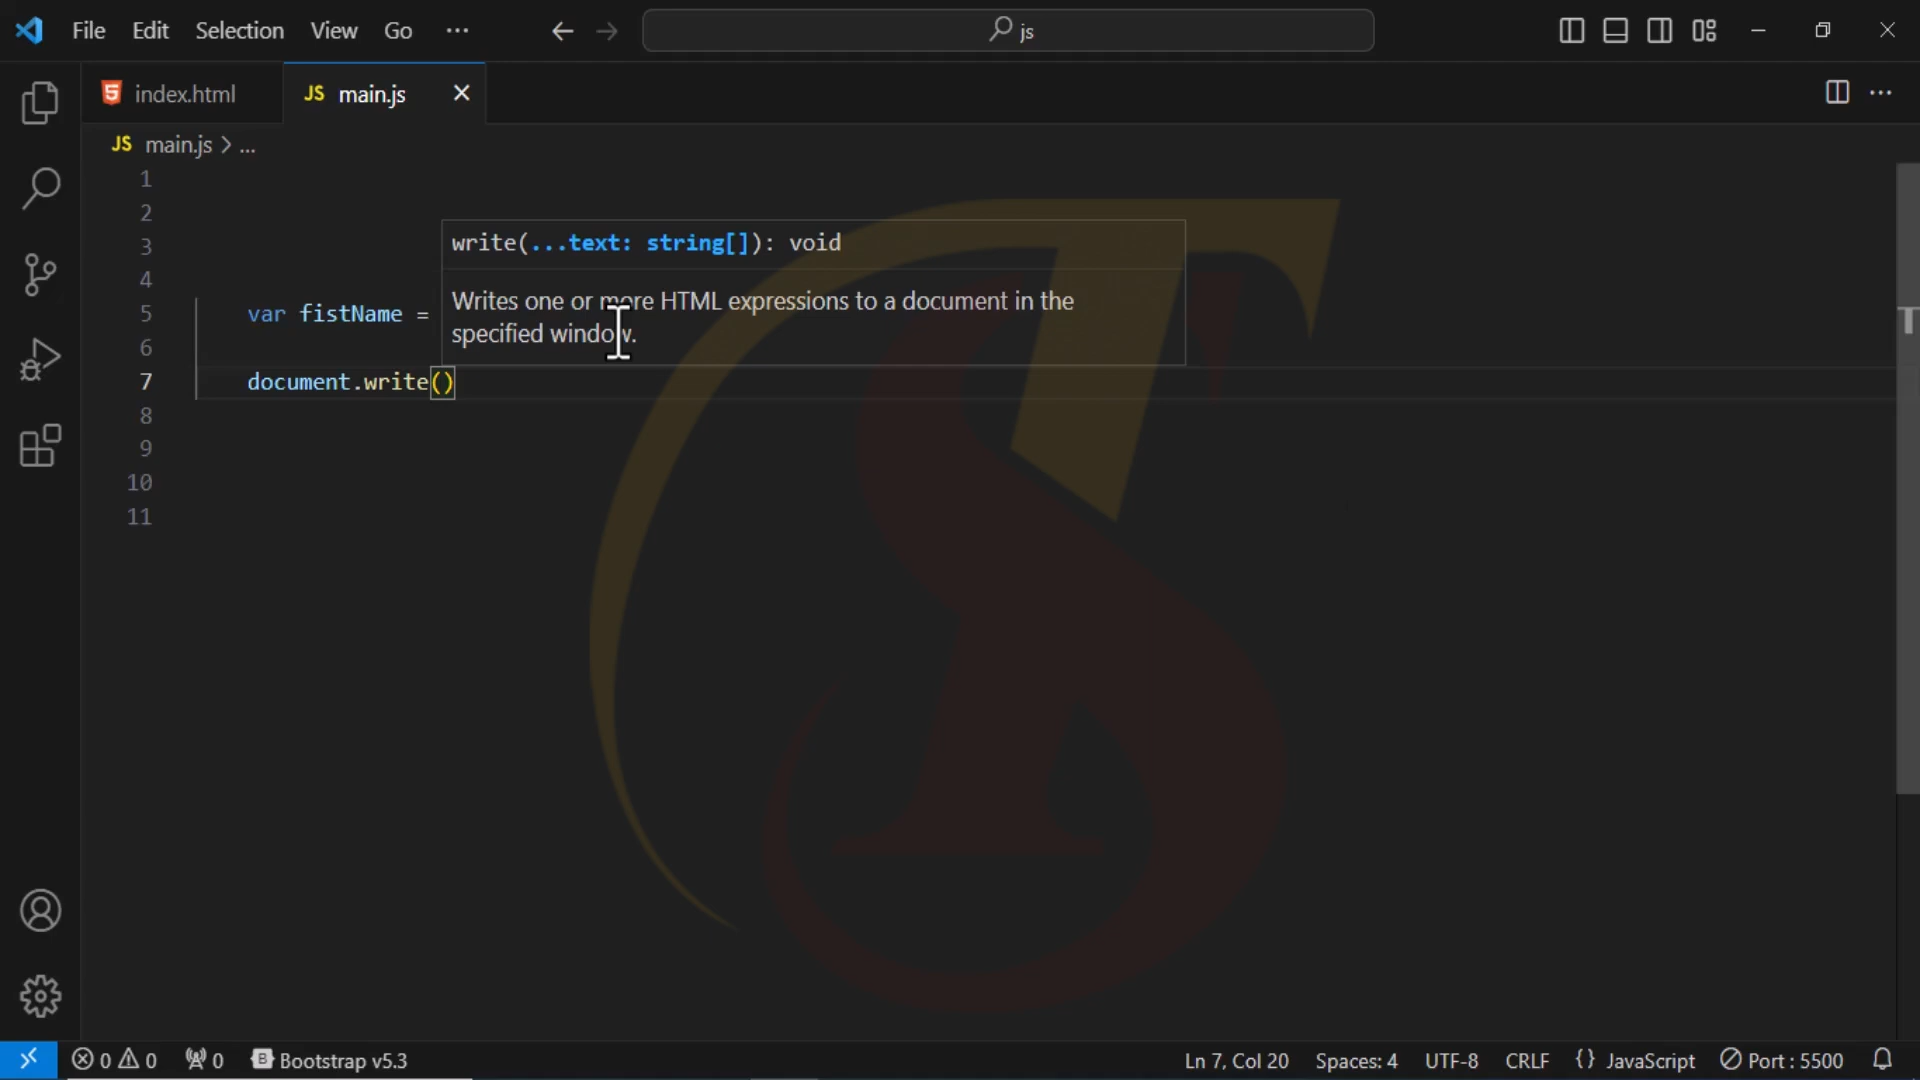 File Edit Selection View Go ··· js
index.html JS main.js
JS main.js > ...
1
2
write(...text: string[]): void
3
4
Writes one or more HTML expressions to a document in the
5 var fistName =
specified window.
6
7 document.write()
8
9
10
11
0 0 0 Bootstrap v5.3 Ln 7, Col 20 Spaces: 4 UTF-8 CRLF {} JavaScript Port : 5500